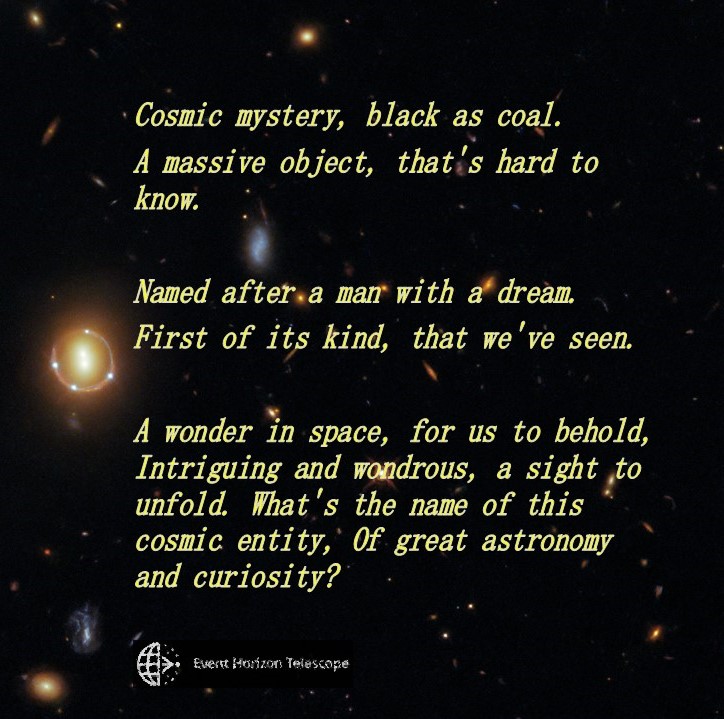 Cosmic mystery, black as coal.
A massive object, that's hard to
know.
Named after a man with a dream.
First of its kind, that we've seen.
A wonder in space, for us to behold,
Intriguing and wondrous, a sight to
unfold. What's the name of this
cosmic entity, Of great astronomy
and curiosity?
Event Horizon Telescope